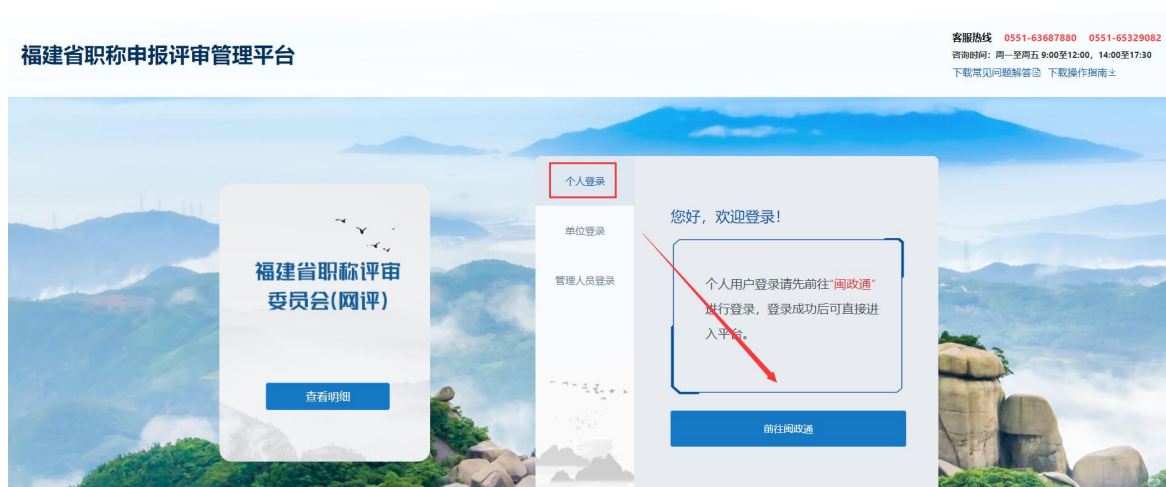 福建省职称申报评审管理平台
客服热线 0551-63687880 0551-65329082
咨询时间：周一至周五 9:00至12:00，14:00至17:30
下载常见问题解答 下载操作指南
个人登录
单位登录
管理人员登录
福建省职称评审
委员会(网评)
查看明细
您好，欢迎登录！
个人用户登录请先前往"闽政通"
进行登录，登录成功后可直接进
入平台。
前往闽政通